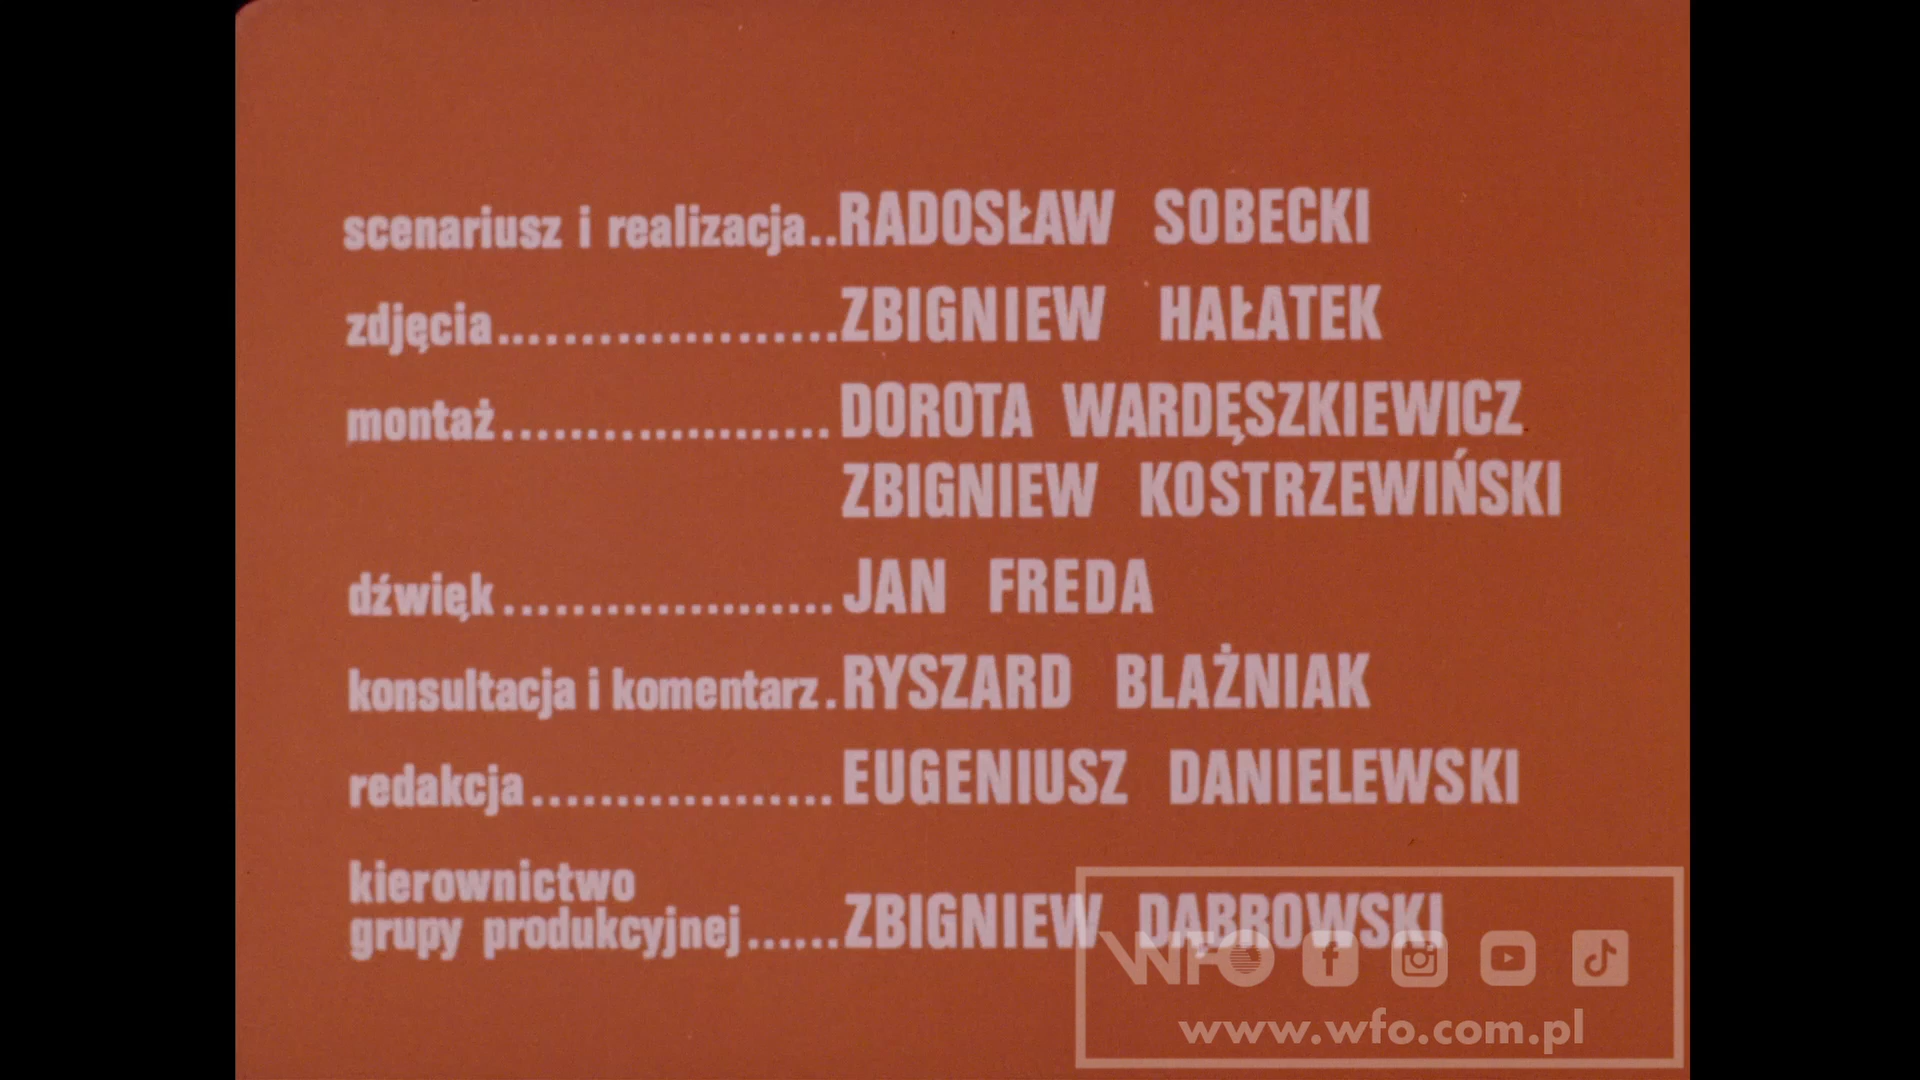 scenariusz i realizacja..RADOSŁAW SOBECKI
zdjęcia....................ZBIGNIEW HAŁATEK
montaż...................DOROTA WARDĘSZKIEWICZ
ZBIGNIEW KOSTRZEWIŃSKI
dźwięk...................JAN FREDA
konsultacja i komentarz.RYSZARD BLAŻNIAK
redakcja..................EUGENIUSZ DANIELEWSKI
kierownictwo
grupy produkcyjnej......ZBIGNIEW DĄBROWSKI
WFO
www.wfo.com.pl